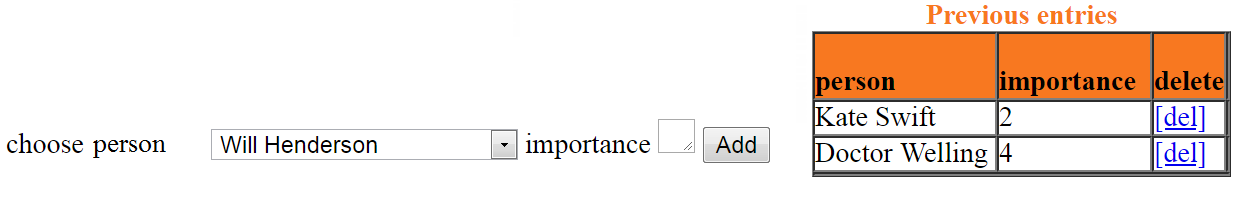 Previous entries
person importance delete
Kate Swift 2 [del]
choose person Will Henderson importance Add
Doctor Welling 4 [del]